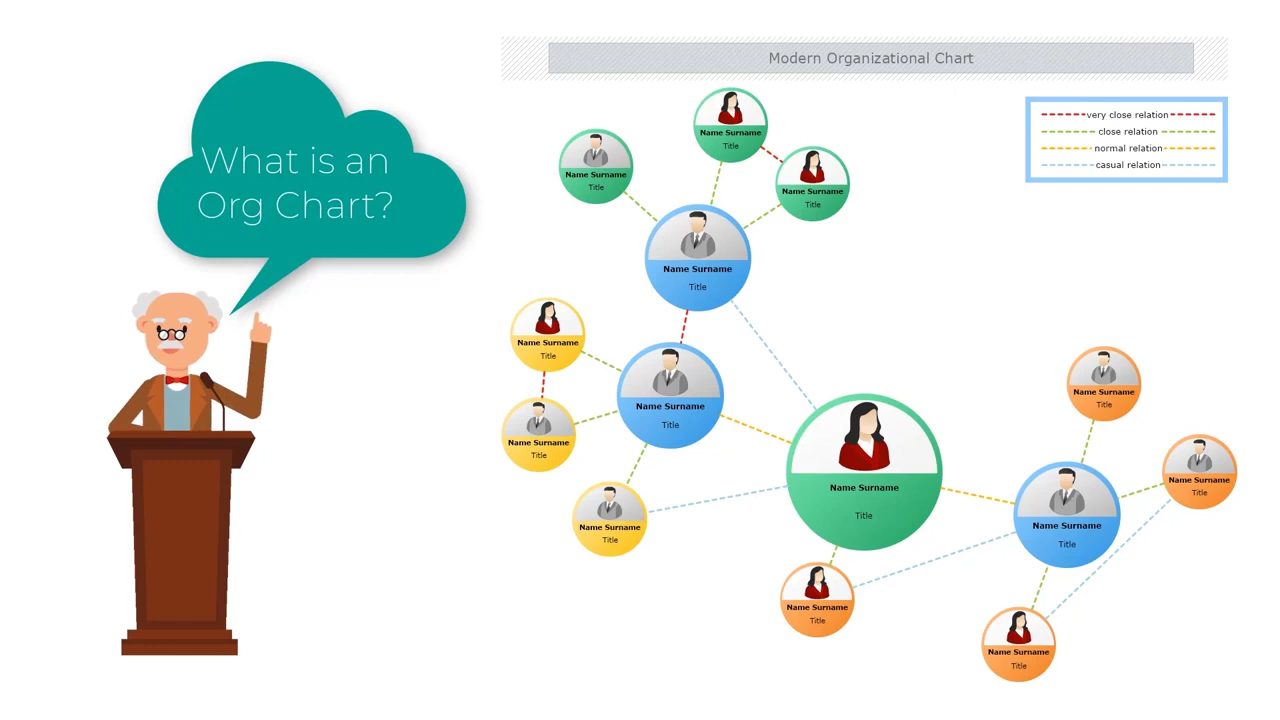 What is an
Org Chart?
Modern Organizational Chart
very close relation
close relation
normal relation
casual relation
Name Surname
Title
Name Surname
Title
Name Surname
Title
Name Surname
Title
Name Surname
Title
Name Surname
Title
Name Surname
Title
Name Surname
Title
Name Surname
Title
Name Surname
Title
Name Surname
Title
Name Surname
Title
Name Surname
Title
Name Surname
Title